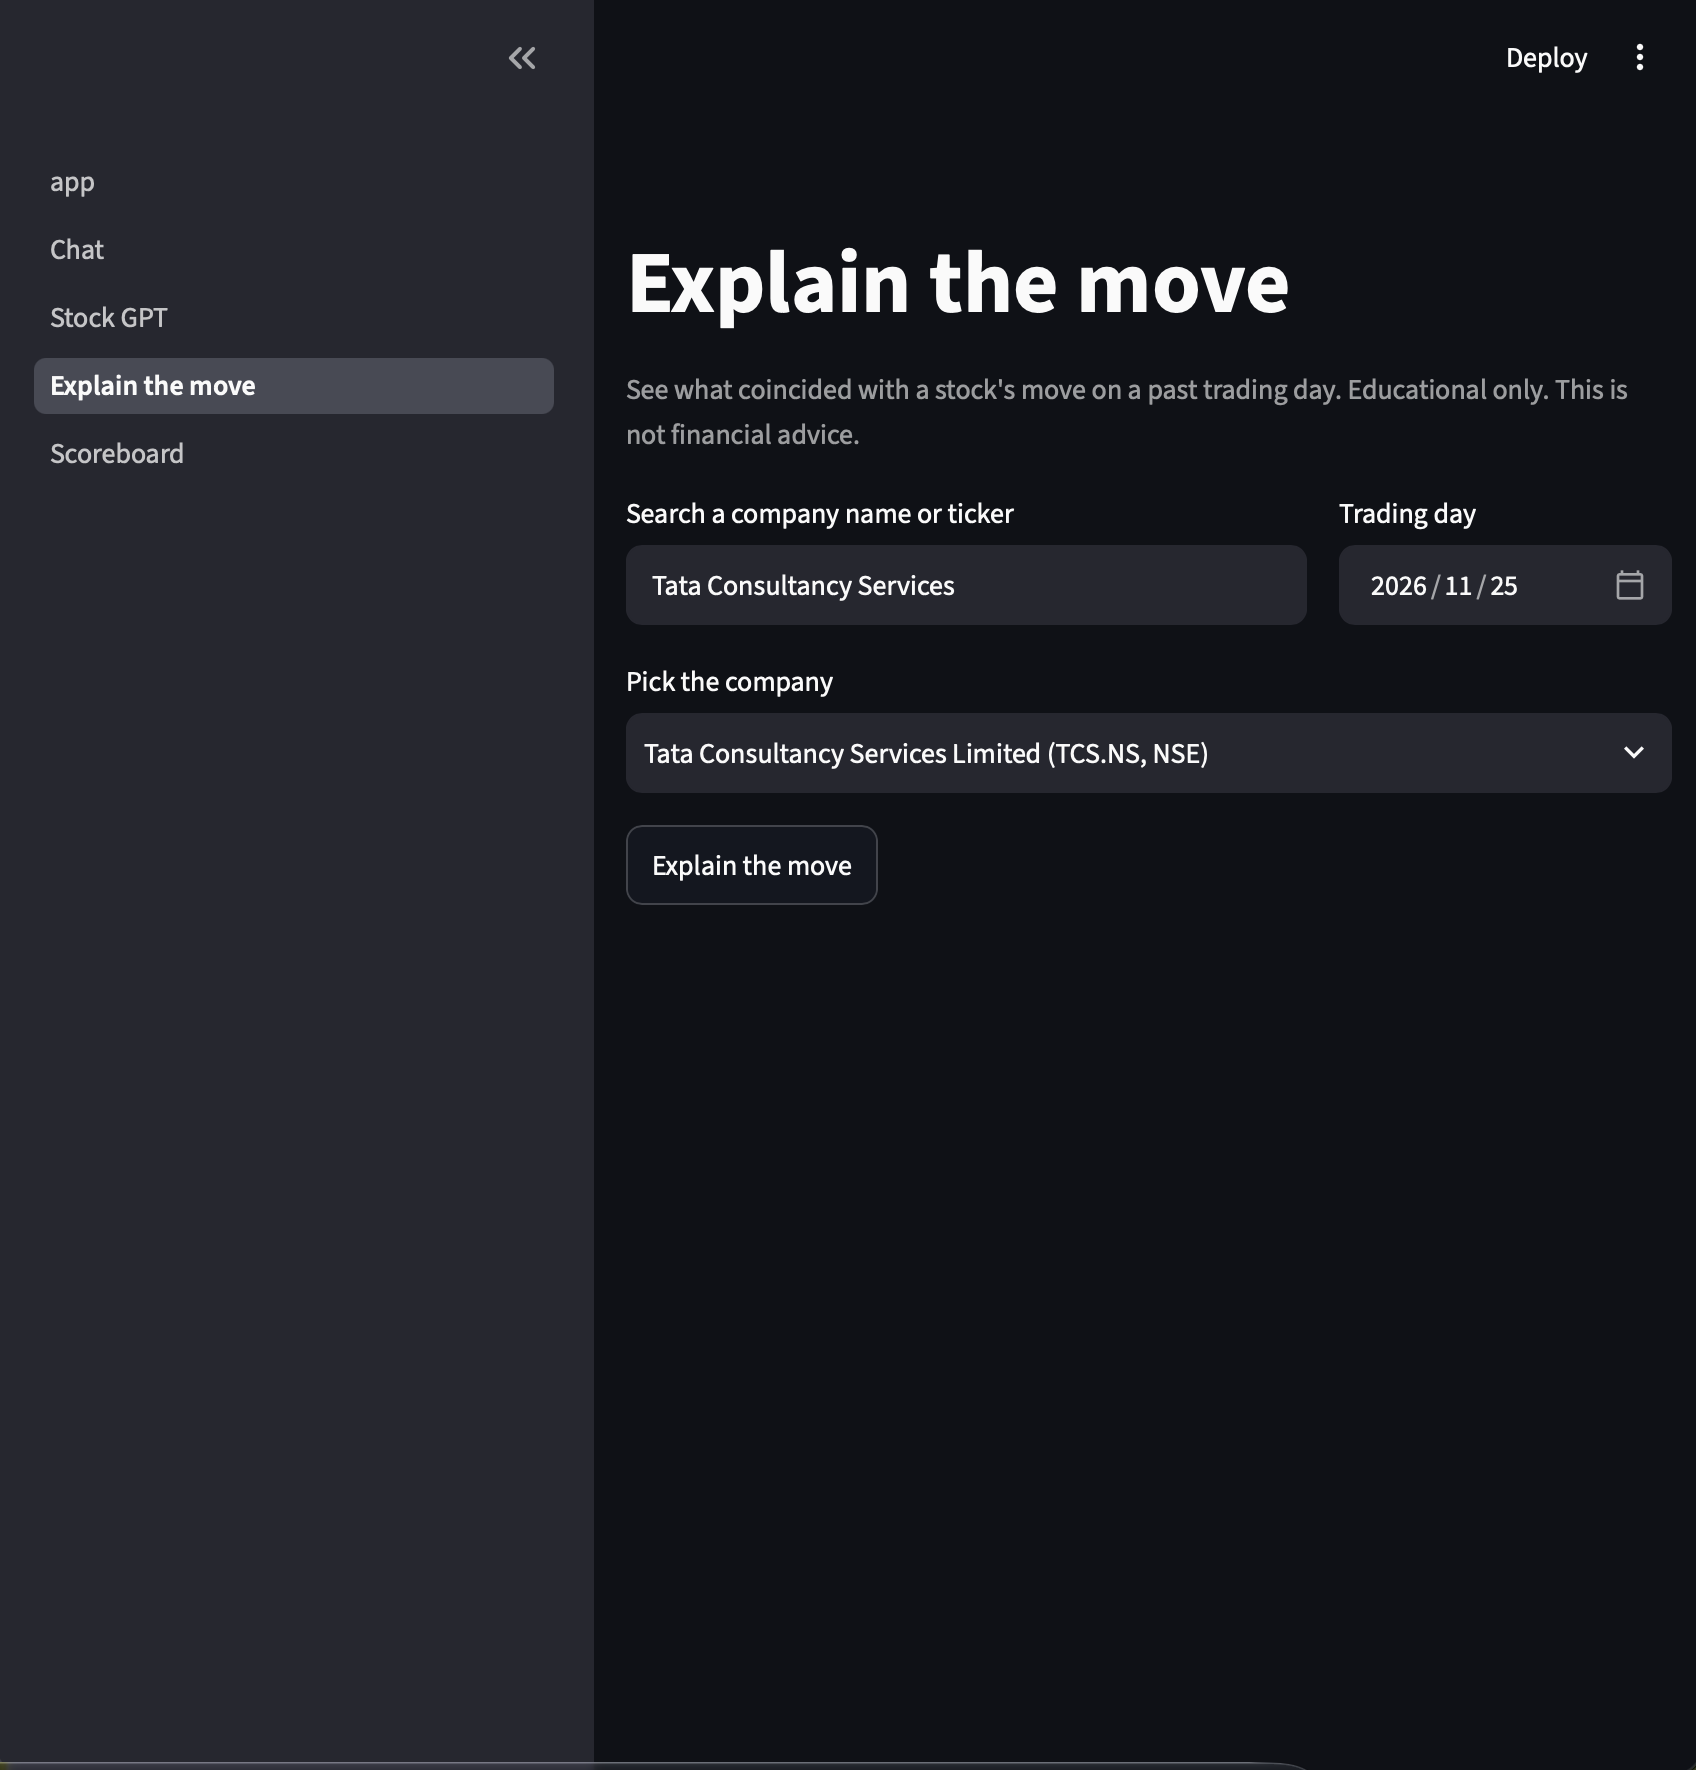 Deploy
app
Chat
Stock GPT
Explain the move
Scoreboard
Explain the move
See what coincided with a stock's move on a past trading day. Educational only. This is
not financial advice.
Search a company name or ticker
Tata Consultancy Services
Trading day
2026/11/25
Pick the company
Tata Consultancy Services Limited (TCS.NS, NSE)
Explain the move